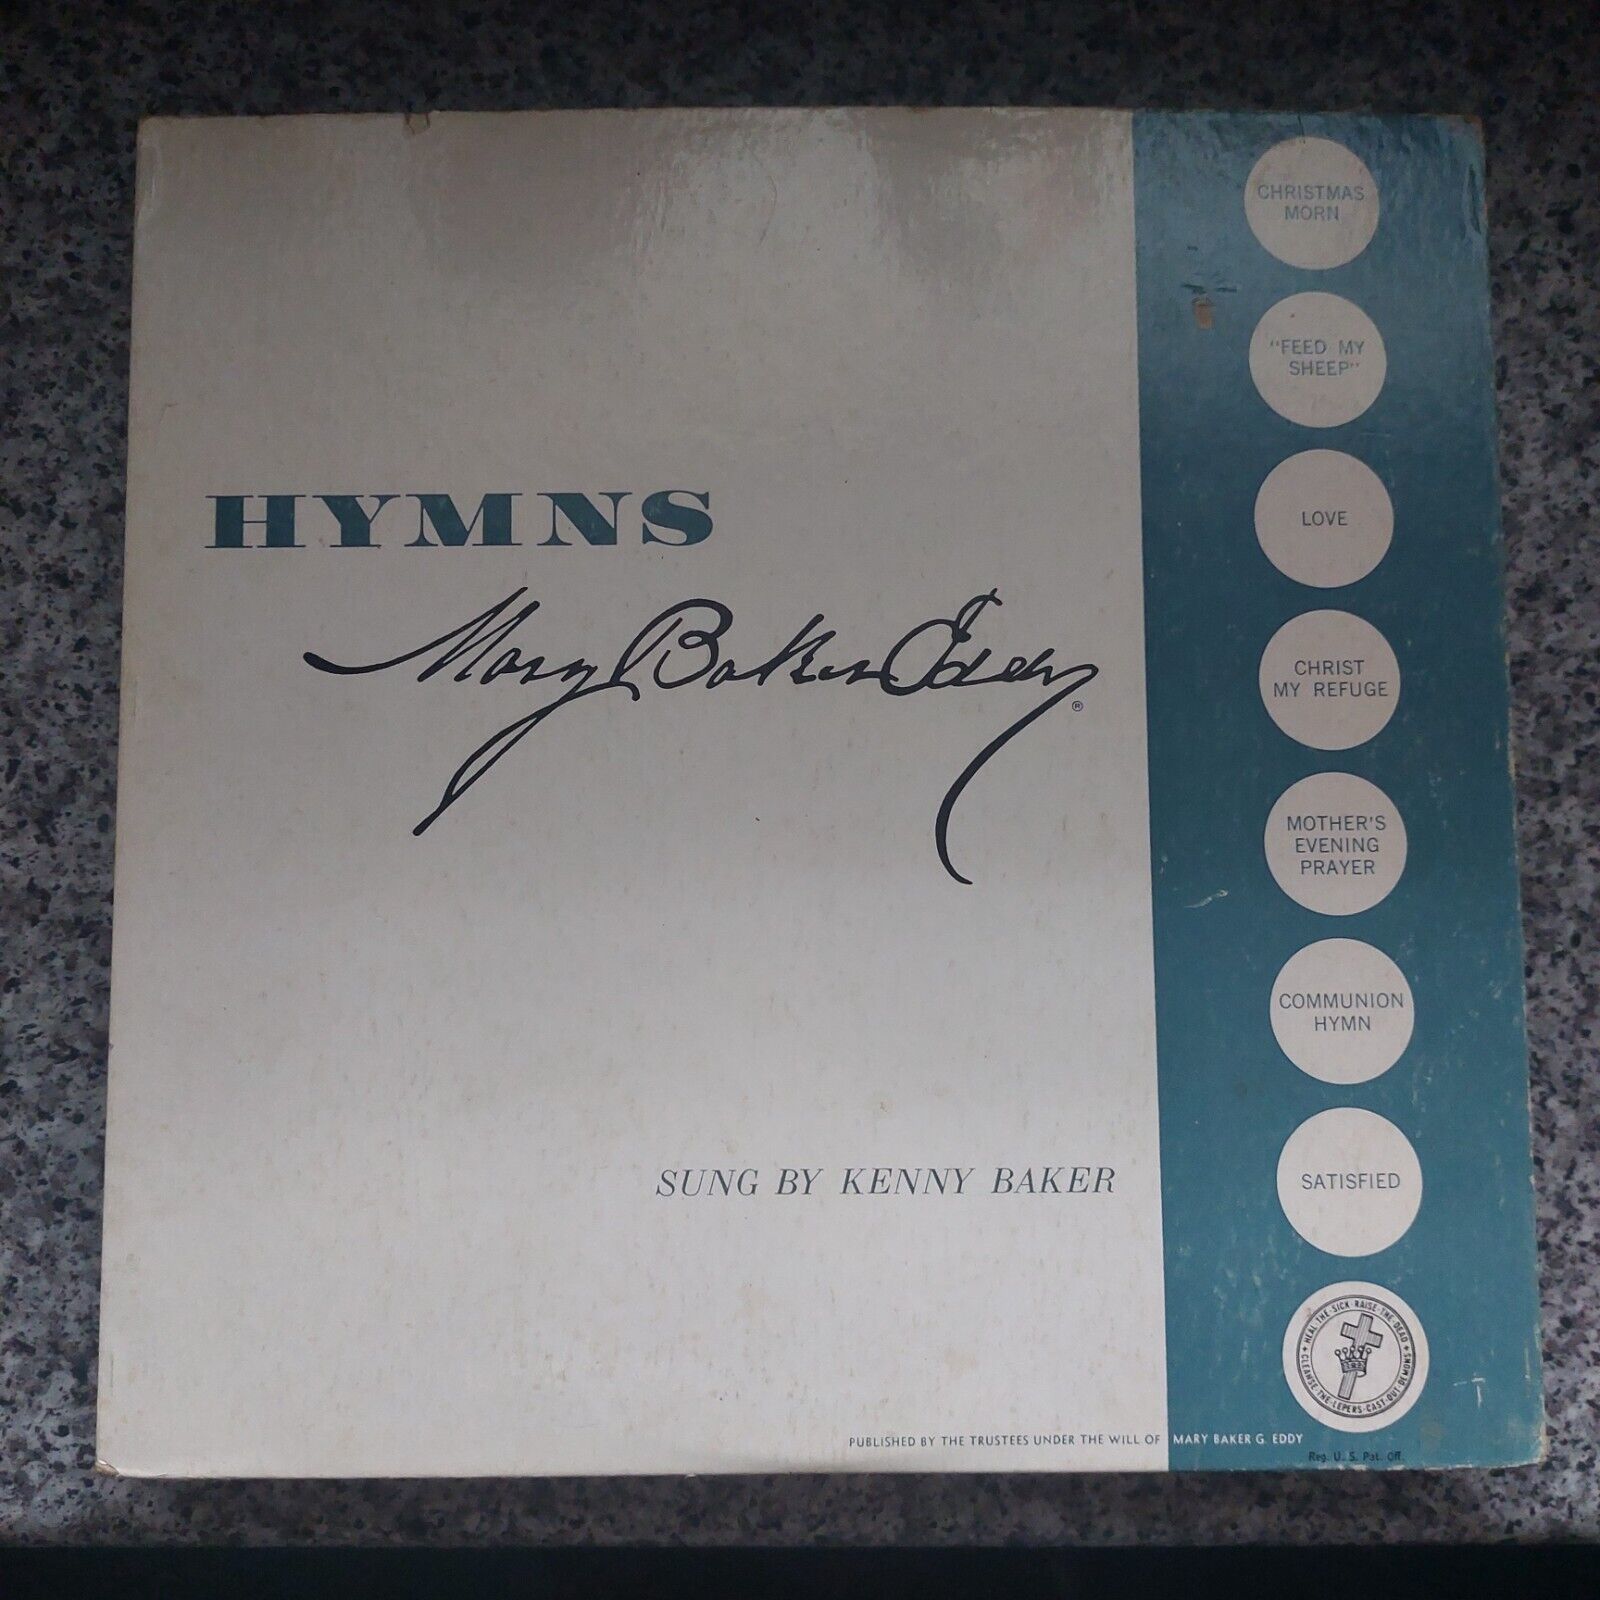 HYMNS
Mary Baker Eddy
®
SUNG BY KENNY BAKER
CHRISTMAS
MORN
"FEED MY
SHEEP"
LOVE
CHRIST
MY REFUGE
MOTHER'S
EVENING
PRAYER
COMMUNION
HYMN
SATISFIED
HEAL·THE·SICK·RAISE·THE·DEAD
CLEANSE·THE·LEPERS·CAST·OUT·DEMONS
PUBLISHED BY THE TRUSTEES UNDER THE WILL OF MARY BAKER G. EDDY
Reg. U. S. Pat. Off.